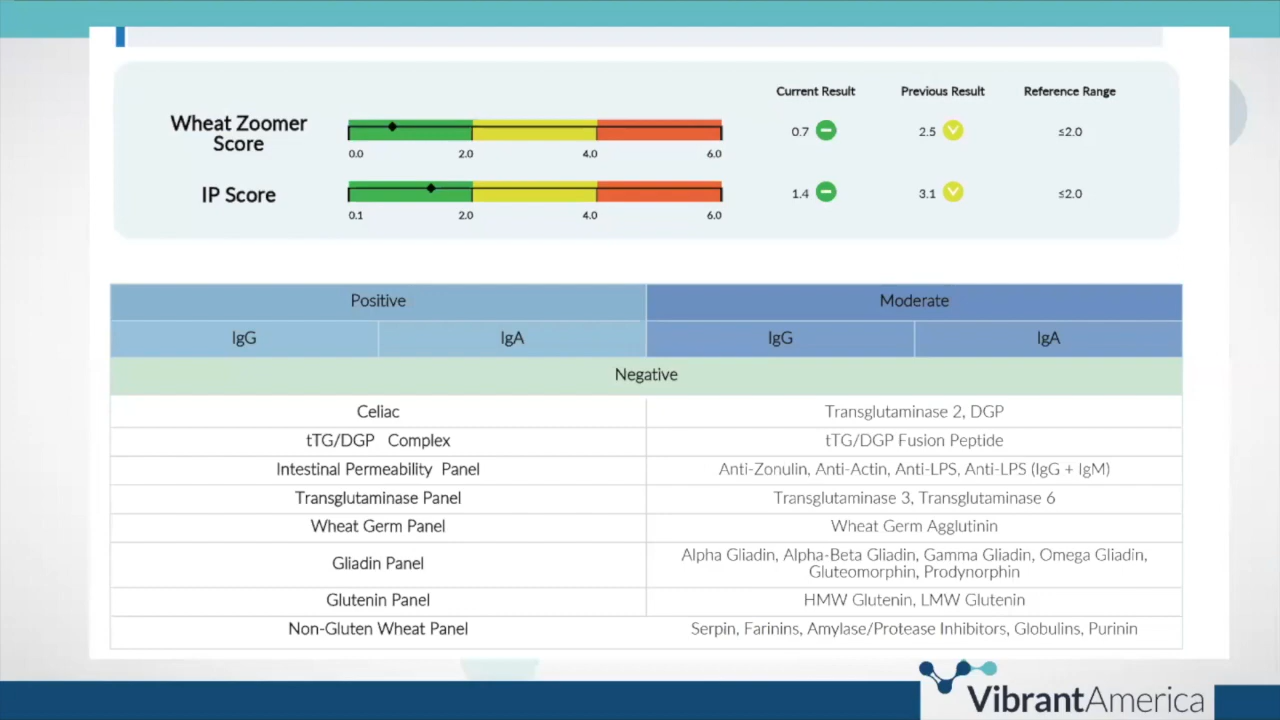 Current Result Previous Result Reference Range
Wheat Zoomer
Score
0.7 2.5 ≤2.0
0.0 2.0 4.0 6.0
IP Score
1.4 3.1 ≤2.0
0.1 2.0 4.0 6.0
Positive Moderate
IgG IgA IgG IgA
Negative
Celiac Transglutaminase 2, DGP
tTG/DGP Complex tTG/DGP Fusion Peptide
Intestinal Permeability Panel Anti-Zonulin, Anti-Actin, Anti-LPS, Anti-LPS (IgG + IgM)
Transglutaminase Panel Transglutaminase 3, Transglutaminase 6
Wheat Germ Panel Wheat Germ Agglutinin
Gliadin Panel Alpha Gliadin, Alpha-Beta Gliadin, Gamma Gliadin, Omega Gliadin,
Gluteomorphin, Prodynorphin
Glutenin Panel HMW Glutenin, LMW Glutenin
Non-Gluten Wheat Panel Serpin, Farinins, Amylase/Protease Inhibitors, Globulins, Purinin
VibrantAmerica